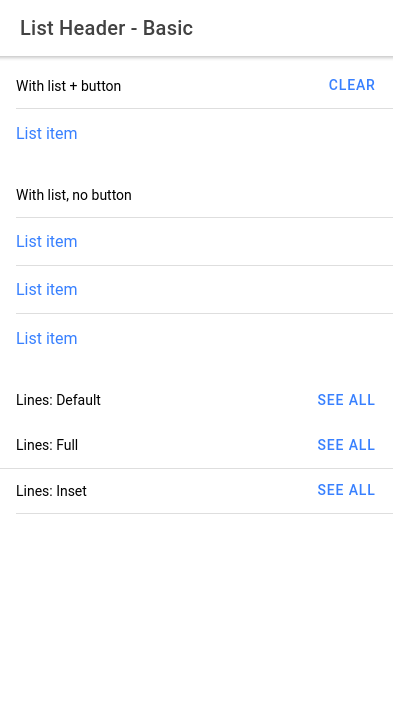 List Header - Basic
With list + button CLEAR
List item
With list, no button
List item
List item
List item
Lines: Default SEE ALL
Lines: Full SEE ALL
Lines: Inset SEE ALL